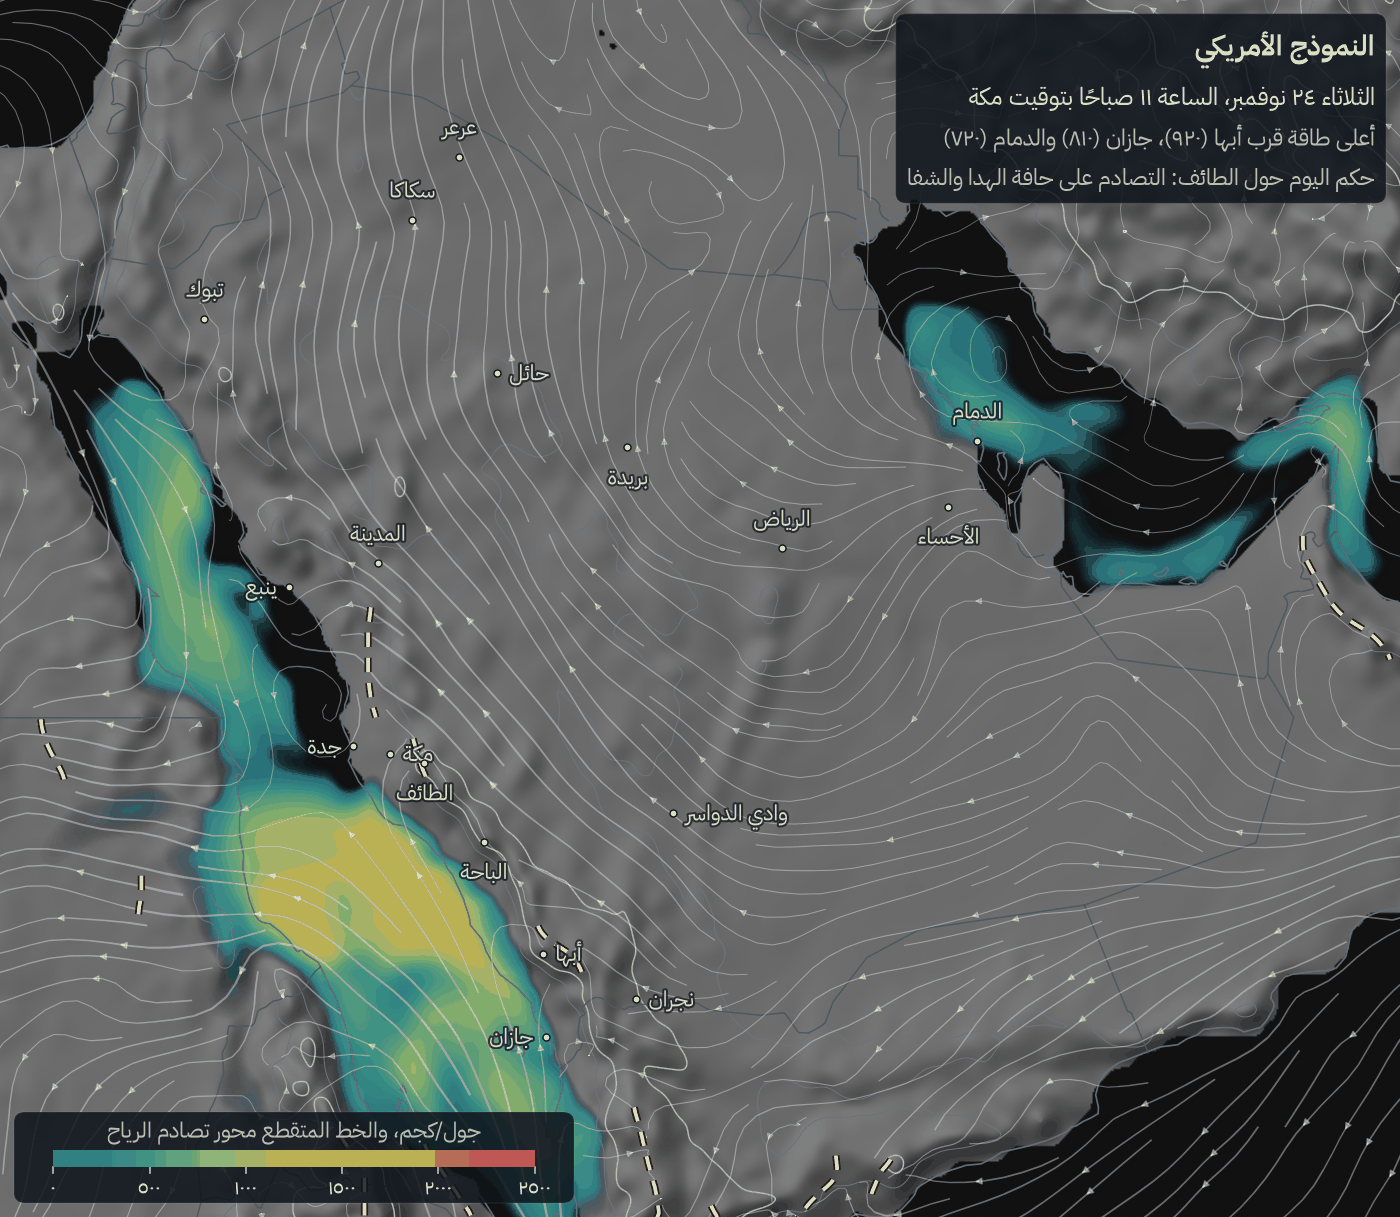 النموذج الأمريكي
الثلاثاء ٢٤ نوفمبر، الساعة ١١ صباحًا بتوقيت مكة
أعلى طاقة قرب أبها (٩٢٠)، جازان (٨١٠) والدمام (٧٢٠)
حكم اليوم حول الطائف: التصادم على حافة الهدا والشفا
عرعر
سكاكا
تبوك
حائل
الدمام
بريدة
الرياض
الأحساء
المدينة
ينبع
جدة
مكة
الطائف
وادي الدواسر
الباحة
أبها
نجران
جازان
جول/كجم، والخط المتقطع محور تصادم الرياح
٠ ٥٠٠ ١٠٠٠ ١٥٠٠ ٢٠٠٠ ٢٥٠٠